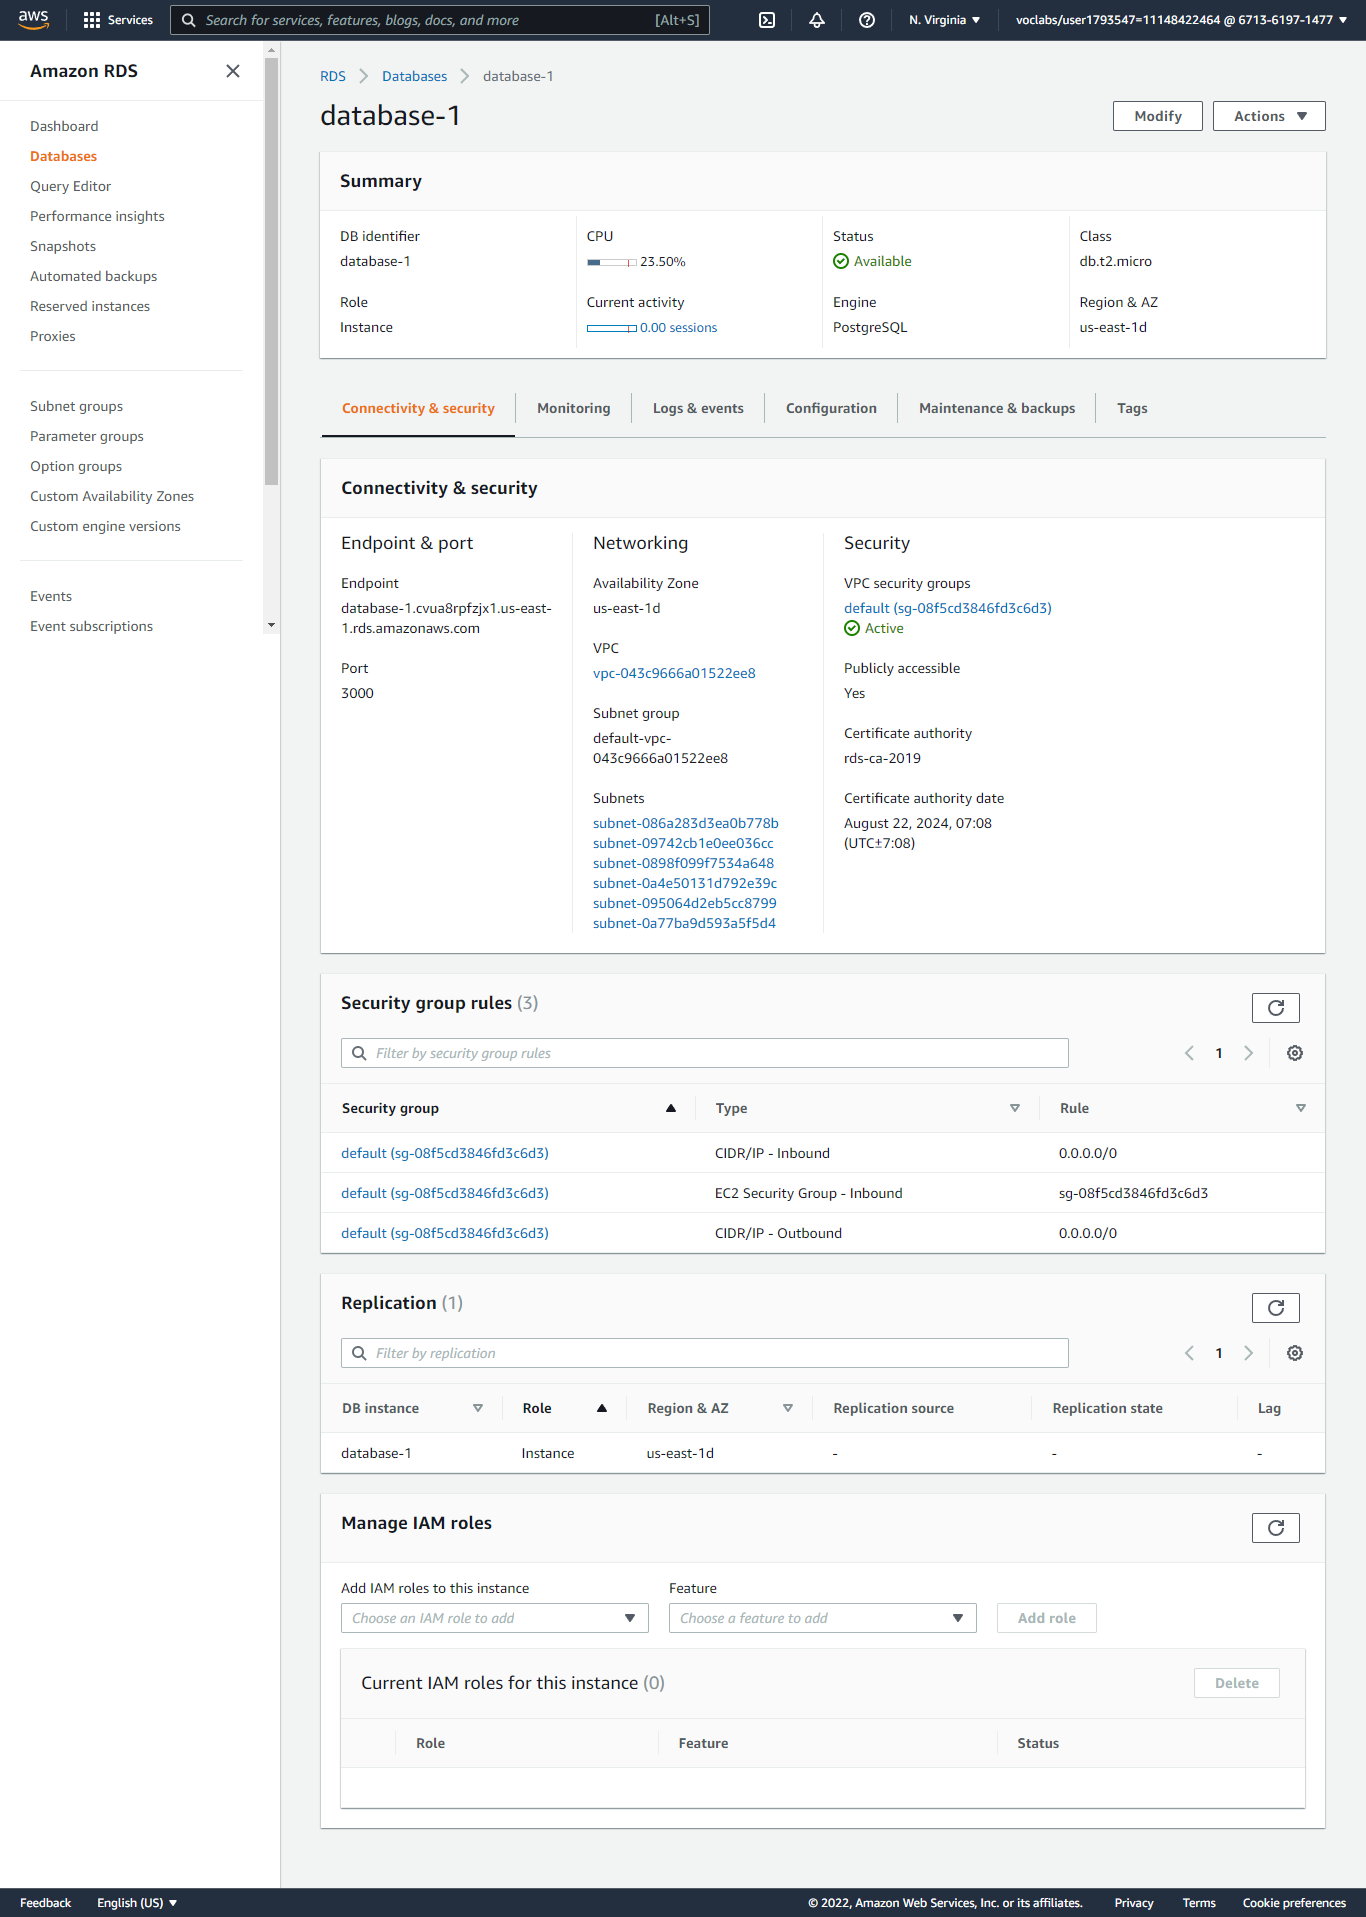 aws
Services
Search for services, features, blogs, docs, and more [Alt+S]
N. Virginia
voclabs/user1793547=11148422464 @ 6713-6197-1477
Amazon RDS
Dashboard
Databases
Query Editor
Performance insights
Snapshots
Automated backups
Reserved instances
Proxies
Subnet groups
Parameter groups
Option groups
Custom Availability Zones
Custom engine versions
Events
Event subscriptions
RDS Databases database-1
database-1
Modify Actions
Summary
DB identifier CPU Status Class
database-1 23.50% Available db.t2.micro
Role Current activity Engine Region & AZ
Instance 0.00 sessions PostgreSQL us-east-1d
Connectivity & security Monitoring Logs & events Configuration Maintenance & backups Tags
Connectivity & security
Endpoint & port
Endpoint
database-1.cvua8rpfzjx1.us-east-
1.rds.amazonaws.com
Port
3000
Networking
Availability Zone
us-east-1d
VPC
vpc-043c9666a01522ee8
Subnet group
default-vpc-
043c9666a01522ee8
Subnets
subnet-086a283d3ea0b778b
subnet-09742cb1e0ee036cc
subnet-0898f099f7534a648
subnet-0a4e50131d792e39c
subnet-095064d2eb5cc8799
subnet-0a77ba9d593a5f5d4
Security
VPC security groups
default (sg-08f5cd3846fd3c6d3)
Active
Publicly accessible
Yes
Certificate authority
rds-ca-2019
Certificate authority date
August 22, 2024, 07:08
(UTC±7:08)
Security group rules (3)
Filter by security group rules
1
Security group Type Rule
default (sg-08f5cd3846fd3c6d3) CIDR/IP - Inbound 0.0.0.0/0
default (sg-08f5cd3846fd3c6d3) EC2 Security Group - Inbound sg-08f5cd3846fd3c6d3
default (sg-08f5cd3846fd3c6d3) CIDR/IP - Outbound 0.0.0.0/0
Replication (1)
Filter by replication
1
DB instance Role Region & AZ Replication source Replication state Lag
database-1 Instance us-east-1d - - -
Manage IAM roles
Add IAM roles to this instance Feature
Choose an IAM role to add Choose a feature to add Add role
Current IAM roles for this instance (0) Delete
Role Feature Status
Feedback English (US) © 2022, Amazon Web Services, Inc. or its affiliates. Privacy Terms Cookie preferences